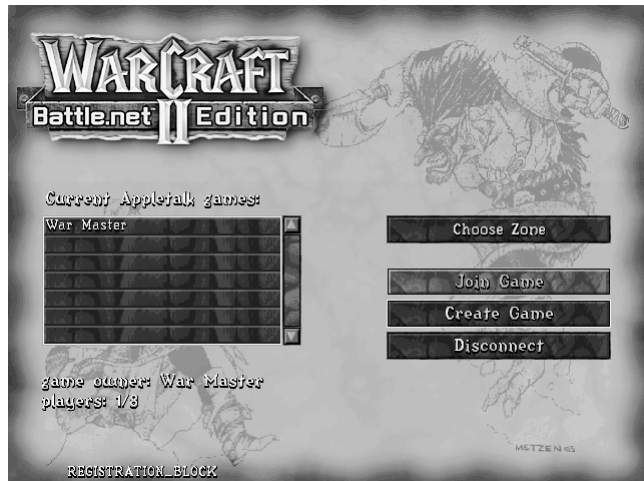 WARCRAFT
Battle.net™ II Edition
Current Appletalk games:
War Master
Choose Zone
Join Game
Create Game
Disconnect
game owner: War Master
players: 1/8
METZEN 95
REGISTRATION_BLOCK